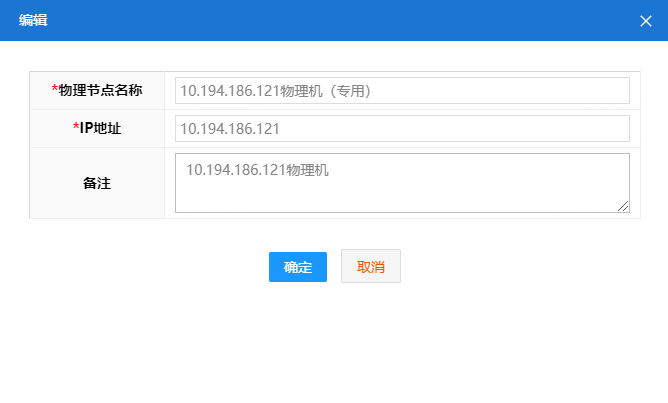 编辑
*物理节点名称 10.194.186.121物理机（专用）
*IP地址 10.194.186.121
备注 10.194.186.121物理机
确定 取消